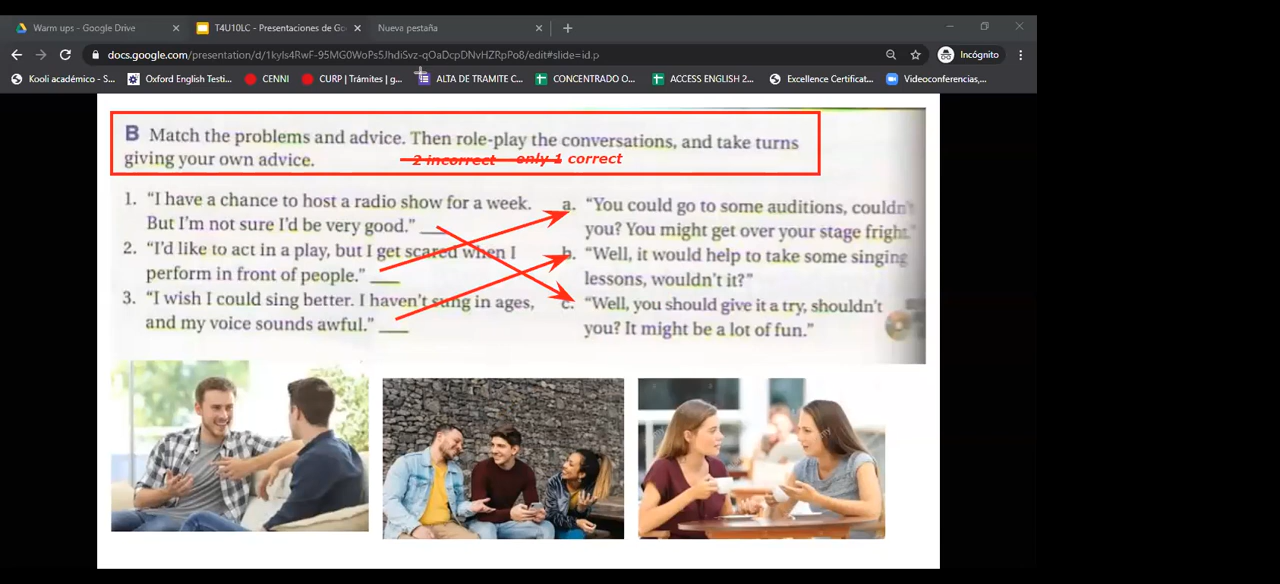 Warm ups - Google Drive
T4U10LC - Presentaciones de Go
Nueva pestaña
docs.google.com/presentation/d/1kyls4RwF-95MG0WoPs5JhdiSvz-qOaDcpDNvHZRpPo8/edit#slide=id.p
Incógnito
Kooli académico - S...
Oxford English Testi...
CENNI
CURP | Trámites | g...
ALTA DE TRAMITE C...
CONCENTRADO O...
ACCESS ENGLISH 2...
Excellence Certificat...
Videoconferencias,...
B Match the problems and advice. Then role-play the conversations, and take turns
giving your own advice.
2 incorrect only 1 correct
1. “I have a chance to host a radio show for a week.
But I’m not sure I’d be very good.” ___
2. “I’d like to act in a play, but I get scared when I
perform in front of people.” ___
3. “I wish I could sing better. I haven’t sung in ages,
and my voice sounds awful.” ___
a. “You could go to some auditions, couldn’t
you? You might get over your stage fright.”
b. “Well, it would help to take some singing
lessons, wouldn’t it?”
c. “Well, you should give it a try, shouldn’t
you? It might be a lot of fun.”